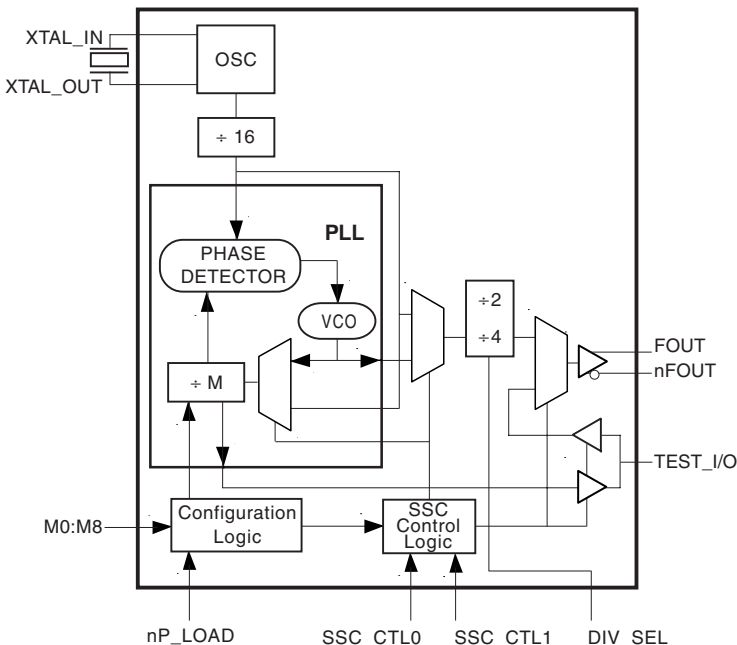 XTAL_IN
OSC
XTAL_OUT
÷ 16
PLL
PHASE
DETECTOR
VCO
÷2
÷4
FOUT
nFOUT
÷ M
TEST_I/O
M0:M8
Configuration
Logic
SSC
Control
Logic
nP_LOAD
SSC CTL0
SSC CTL1
DIV SEL